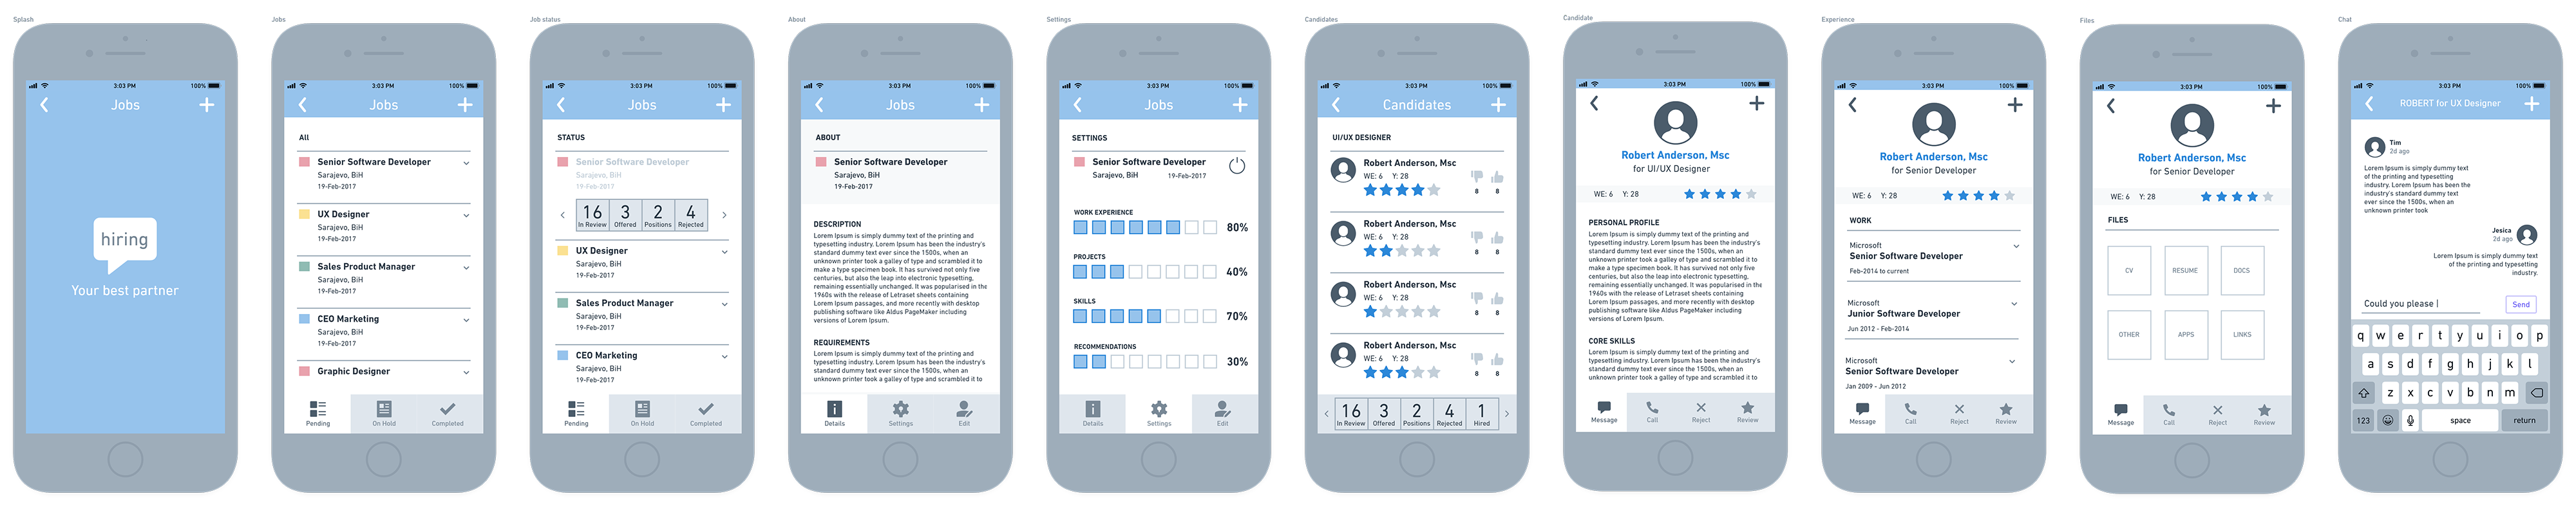 Splash
3:03 PM
100%
Jobs
hiring
Your best partner
Jobs
3:03 PM
100%
Jobs
All
Senior Software Developer
Sarajevo, BiH
19-Feb-2017
UX Designer
Sarajevo, BiH
19-Feb-2017
Sales Product Manager
Sarajevo, BiH
19-Feb-2017
CEO Marketing
Sarajevo, BiH
19-Feb-2017
Graphic Designer
Pending
On Hold
Completed
Job status
3:03 PM
100%
Jobs
STATUS
Senior Software Developer
Sarajevo, BiH
19-Feb-2017
16 3 2 4
In Review Offered Positions Rejected
UX Designer
Sarajevo, BiH
19-Feb-2017
Sales Product Manager
Sarajevo, BiH
19-Feb-2017
CEO Marketing
Sarajevo, BiH
19-Feb-2017
Pending
On Hold
Completed
About
3:03 PM
100%
Jobs
ABOUT
Senior Software Developer
Sarajevo, BiH
19-Feb-2017
DESCRIPTION
Lorem Ipsum is simply dummy text of the printing and
typesetting industry. Lorem Ipsum has been the industry's
standard dummy text ever since the 1500s, when an
unknown printer took a galley of type and scrambled it to
make a type specimen book. It has survived not only five
centuries, but also the leap into electronic typesetting,
remaining essentially unchanged. It was popularised in the
1960s with the release of Letraset sheets containing
Lorem Ipsum passages, and more recently with desktop
publishing software like Aldus PageMaker including
versions of Lorem Ipsum.
REQUIREMENTS
Lorem Ipsum is simply dummy text of the printing and
typesetting industry. Lorem Ipsum has been the industry's
standard dummy text ever since the 1500s, when an
unknown printer took a galley of type and scrambled it to
Details
Settings
Edit
Settings
3:03 PM
100%
Jobs
SETTINGS
Senior Software Developer
Sarajevo, BiH 19-Feb-2017
WORK EXPERIENCE
80%
PROJECTS
40%
SKILLS
70%
RECOMMENDATIONS
30%
Details
Settings
Edit
Candidates
3:03 PM
100%
Candidates
UI/UX DESIGNER
Robert Anderson, Msc
WE: 6 Y: 28
8 8
Robert Anderson, Msc
WE: 6 Y: 28
8 8
Robert Anderson, Msc
WE: 6 Y: 28
8 8
Robert Anderson, Msc
WE: 6 Y: 28
8 8
16 3 2 4 1
In Review Offered Positions Rejected Hired
Candidate
3:03 PM
100%
Robert Anderson, Msc
for UI/UX Designer
WE: 6 Y: 28
PERSONAL PROFILE
Lorem Ipsum is simply dummy text of the printing and
typesetting industry. Lorem Ipsum has been the industry's
standard dummy text ever since the 1500s, when an
unknown printer took a galley of type and scrambled it to
make a type specimen book. It has survived not only five
centuries, but also the leap into electronic typesetting,
remaining essentially unchanged. It was popularised in the
1960s with the release of Letraset sheets containing
Lorem Ipsum passages, and more recently with desktop
publishing software like Aldus PageMaker including
versions of Lorem Ipsum.
CORE SKILLS
Lorem Ipsum is simply dummy text of the printing and
typesetting industry. Lorem Ipsum has been the industry's
standard dummy text ever since the 1500s, when an
unknown printer took a galley of type and scrambled it to
Message
Call
Reject
Review
Experience
3:03 PM
100%
Robert Anderson, Msc
for Senior Developer
WE: 6 Y: 28
WORK
Microsoft
Senior Software Developer
Feb-2014 to current
Microsoft
Junior Software Developer
Jun 2012 - Feb-2014
Microsoft
Senior Software Developer
Jan 2009 - Jun 2012
Message
Call
Reject
Review
Files
3:03 PM
100%
Robert Anderson, Msc
for Senior Developer
WE: 6 Y: 28
FILES
CV
RESUME
DOCS
OTHER
APPS
LINKS
Message
Call
Reject
Review
Chat
3:03 PM
100%
ROBERT for UX Designer
Tim
2d ago
Lorem Ipsum is simply dummy text
of the printing and typesetting
industry. Lorem Ipsum has been the
industry's standard dummy text
ever since the 1500s, when an
unknown printer took
Jesica
2d ago
Lorem Ipsum is simply dummy text
of the printing and typesetting
industry.
Could you please |
Send
q w e r t y u i o p
a s d f g h j k l
z x c v b n m
123 space return